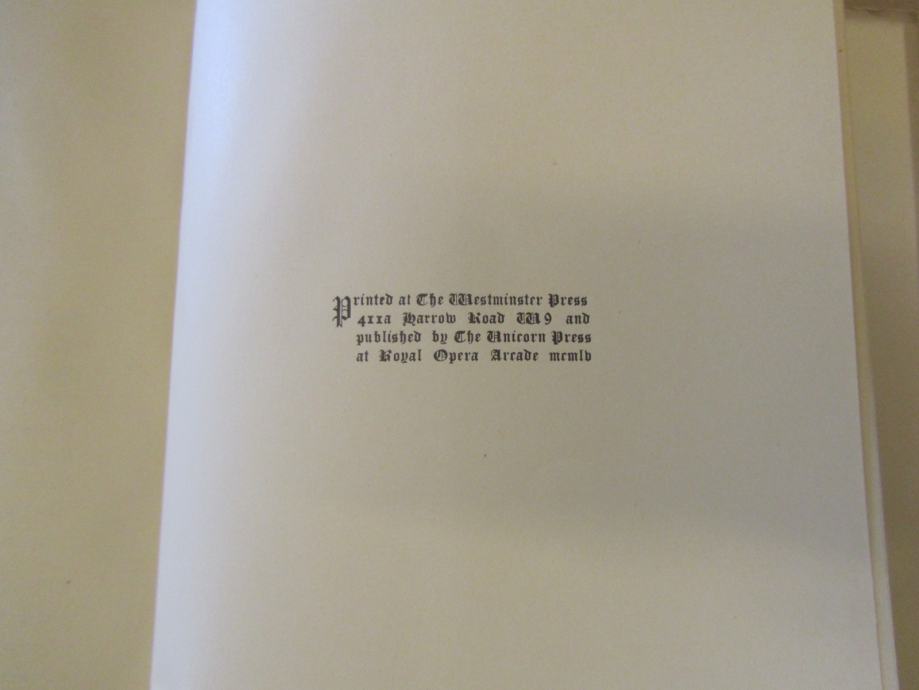 Printed at The Westminster Press
411a Harrow Road W9 and
published by The Unicorn Press
at Royal Opera Arcade mcmlv